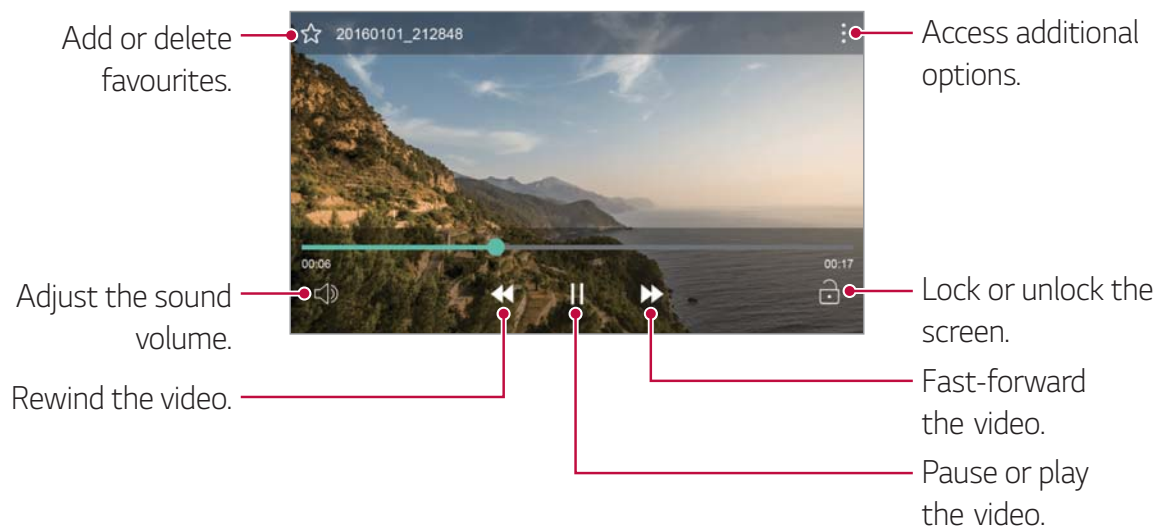 Add or delete
favourites.
20160101_212848
Access additional
options.
00:06
00:17
Adjust the sound
volume.
Lock or unlock the
screen.
Rewind the video.
Fast-forward
the video.
Pause or play
the video.